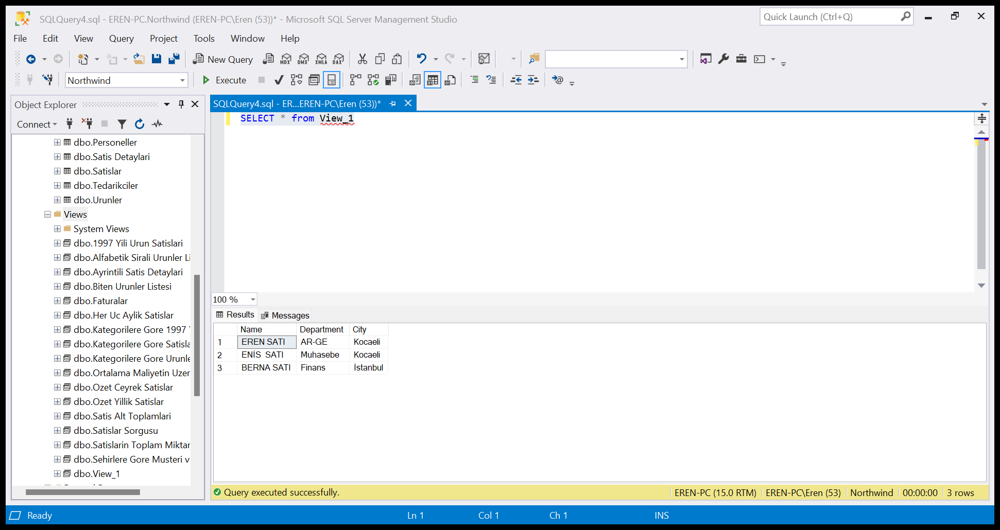 SQLQuery4.sql - EREN-PC.Northwind (EREN-PC\Eren (53))* - Microsoft SQL Server Management Studio
Quick Launch (Ctrl+Q)
File Edit View Query Project Tools Window Help
New Query MDX DMX XMLA DAX
Northwind Execute
Object Explorer
Connect
dbo.Personeller
dbo.Satis Detaylari
dbo.Satislar
dbo.Tedarikciler
dbo.Urunler
Views
System Views
dbo.1997 Yili Urun Satislari
dbo.Alfabetik Sirali Urunler Li
dbo.Ayrintili Satis Detaylari
dbo.Biten Urunler Listesi
dbo.Faturalar
dbo.Her Uc Aylik Satislar
dbo.Kategorilere Gore 1997
dbo.Kategorilere Gore Satisla
dbo.Kategorilere Gore Urunle
dbo.Ortalama Maliyetin Uzer
dbo.Ozet Ceyrek Satislar
dbo.Ozet Yillik Satislar
dbo.Satis Alt Toplamlari
dbo.Satislar Sorgusu
dbo.Satislarin Toplam Miktar
dbo.Sehirlere Gore Musteri v
dbo.View_1
SQLQuery4.sql - ER...EREN-PC\Eren (53))*
SELECT * from View_1
100 %
Results Messages
Name Department City
1 EREN SATI AR-GE Kocaeli
2 ENİS  SATI Muhasebe Kocaeli
3 BERNA SATI Finans İstanbul
Query executed successfully.
EREN-PC (15.0 RTM) EREN-PC\Eren (53) Northwind 00:00:00 3 rows
Ready Ln 1 Col 1 Ch 1 INS